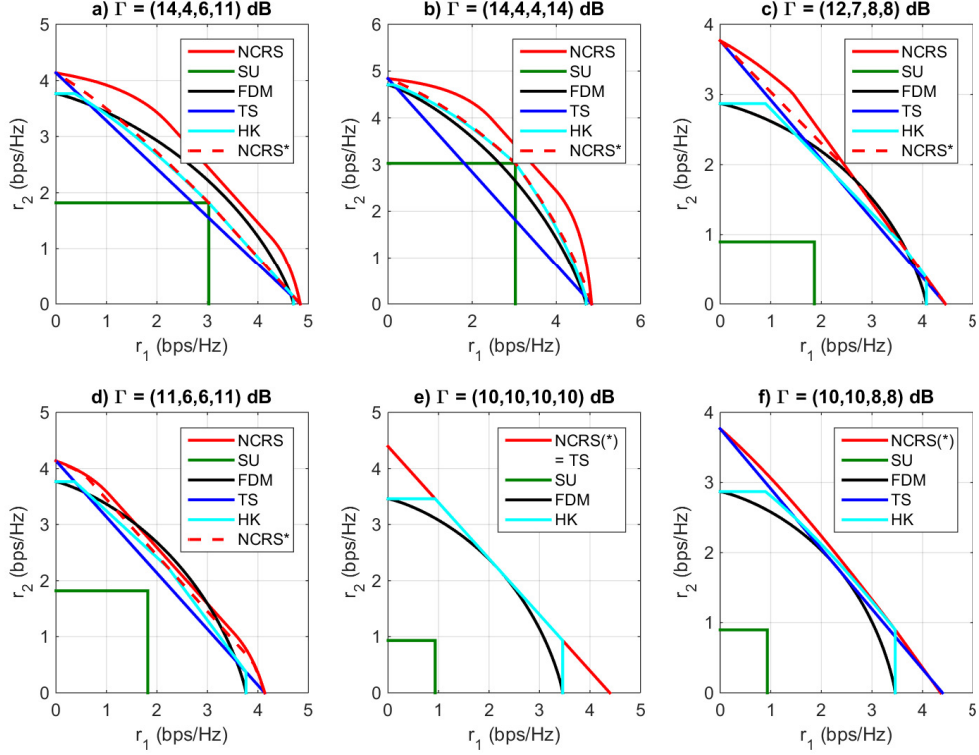 a) Γ = (14,4,6,11) dB
5
4
3
2
1
0
r2 (bps/Hz)
0 1 2 3 4 5
r1 (bps/Hz)
NCRS
SU
FDM
TS
HK
NCRS*
b) Γ = (14,4,4,14) dB
6
5
4
3
2
1
0
r2 (bps/Hz)
0 2 4 6
r1 (bps/Hz)
NCRS
SU
FDM
TS
HK
NCRS*
c) Γ = (12,7,8,8) dB
4
3
2
1
0
r2 (bps/Hz)
0 1 2 3 4 5
r1 (bps/Hz)
NCRS
SU
FDM
TS
HK
NCRS*
d) Γ = (11,6,6,11) dB
5
4
3
2
1
0
r2 (bps/Hz)
0 1 2 3 4 5
r1 (bps/Hz)
NCRS
SU
FDM
TS
HK
NCRS*
e) Γ = (10,10,10,10) dB
5
4
3
2
1
0
r2 (bps/Hz)
0 1 2 3 4 5
r1 (bps/Hz)
NCRS(*)
= TS
SU
FDM
HK
f) Γ = (10,10,8,8) dB
4
3
2
1
0
r2 (bps/Hz)
0 1 2 3 4 5
r1 (bps/Hz)
NCRS(*)
SU
FDM
TS
HK